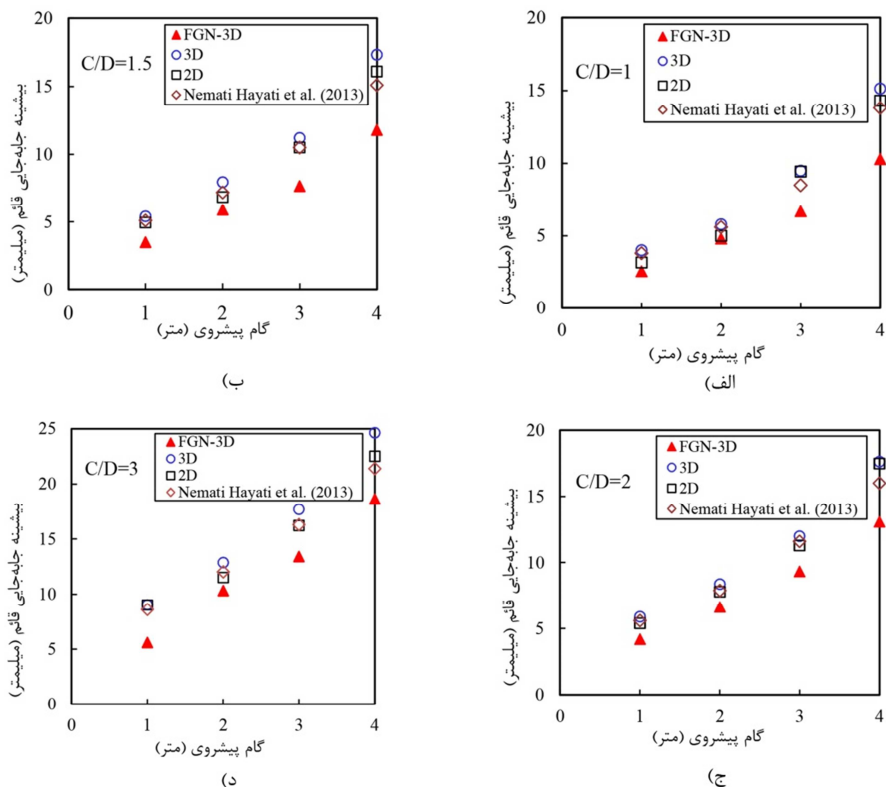 20
15
10
5
0
0
1
2
3
4
C/D=1
FGN-3D
3D
2D
Nemati Hayati et al. (2013)
بیشینه جابه‌جایی قائم (میلیمتر)
گام پیشروی (متر)
الف)
20
15
10
5
0
0
1
2
3
4
C/D=1.5
FGN-3D
3D
2D
Nemati Hayati et al. (2013)
بیشینه جابه‌جایی قائم (میلیمتر)
گام پیشروی (متر)
ب)
20
15
10
5
0
0
1
2
3
4
C/D=2
FGN-3D
3D
2D
Nemati Hayati et al. (2013)
بیشینه جابه‌جایی قائم (میلیمتر)
گام پیشروی (متر)
ج)
25
20
15
10
5
0
0
1
2
3
4
C/D=3
FGN-3D
3D
2D
Nemati Hayati et al. (2013)
بیشینه جابه‌جایی قائم (میلیمتر)
گام پیشروی (متر)
د)